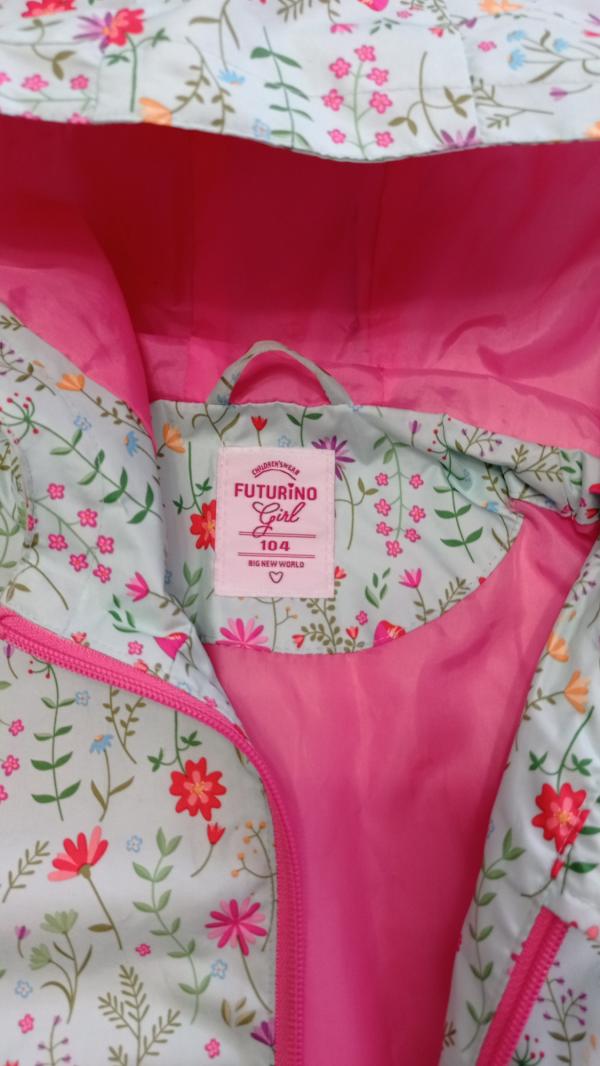 CHILDREN'SWEAR
FUTURINO
Girl
104
BIG NEW WORLD